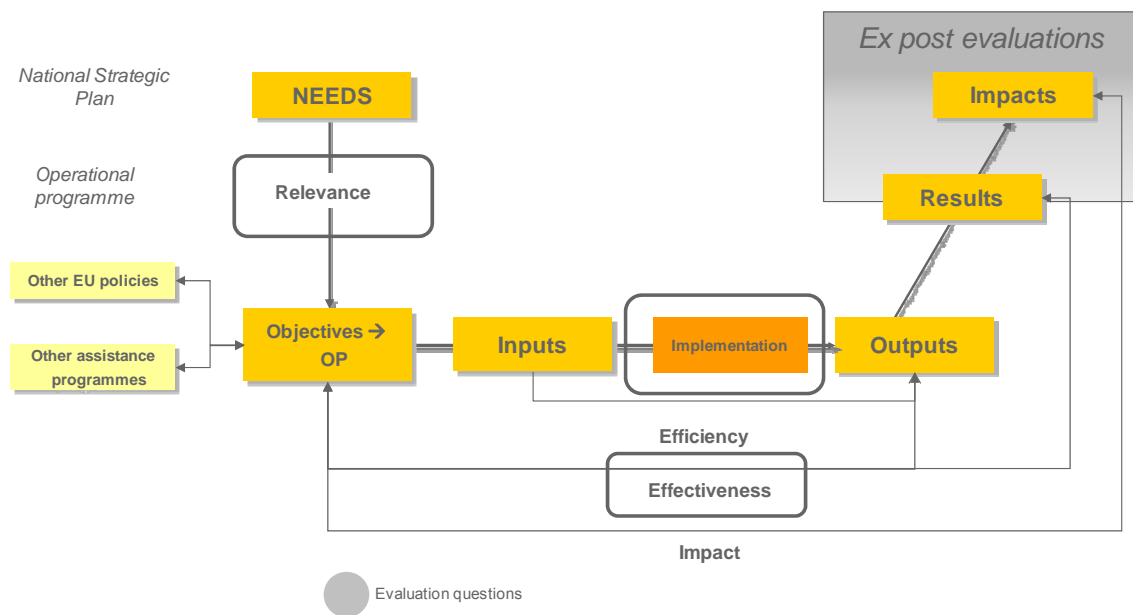 Ex post evaluations
National Strategic
Plan
NEEDS
Impacts
Operational
programme
Relevance
Results
Other EU policies
Objectives →
OP
Inputs
Implementation
Outputs
Other assistance
programmes
Efficiency
Effectiveness
Impact
Evaluation questions